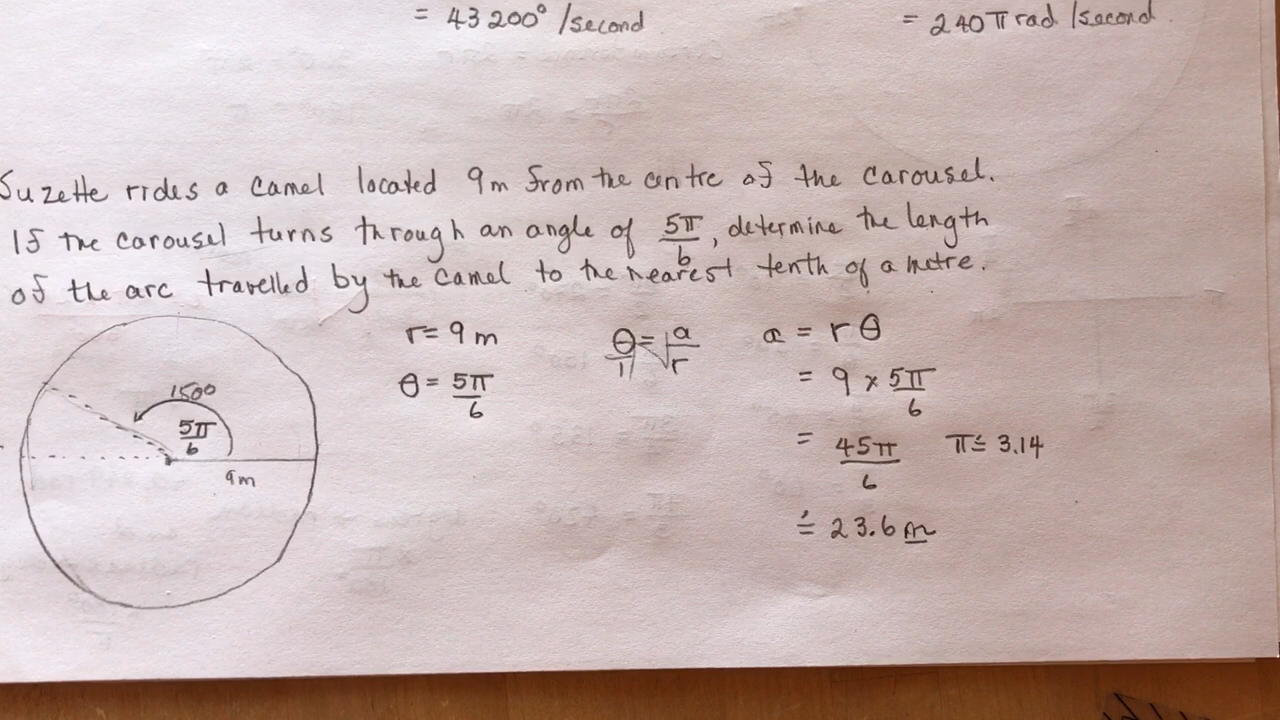 = 43 200° /second
= 240 π rad /second
Suzette rides a camel located 9m from the centre of the carousel.
If the carousel turns through an angle of 5π/6, determine the length
of the arc travelled by the camel to the nearest tenth of a metre.
r = 9 m
θ = 5π/6
θ/1 = a/r
a = r θ
= 9 × 5π/6
= 45π/6 π ≐ 3.14
≐ 23.6 m
150°
5π/6
9m